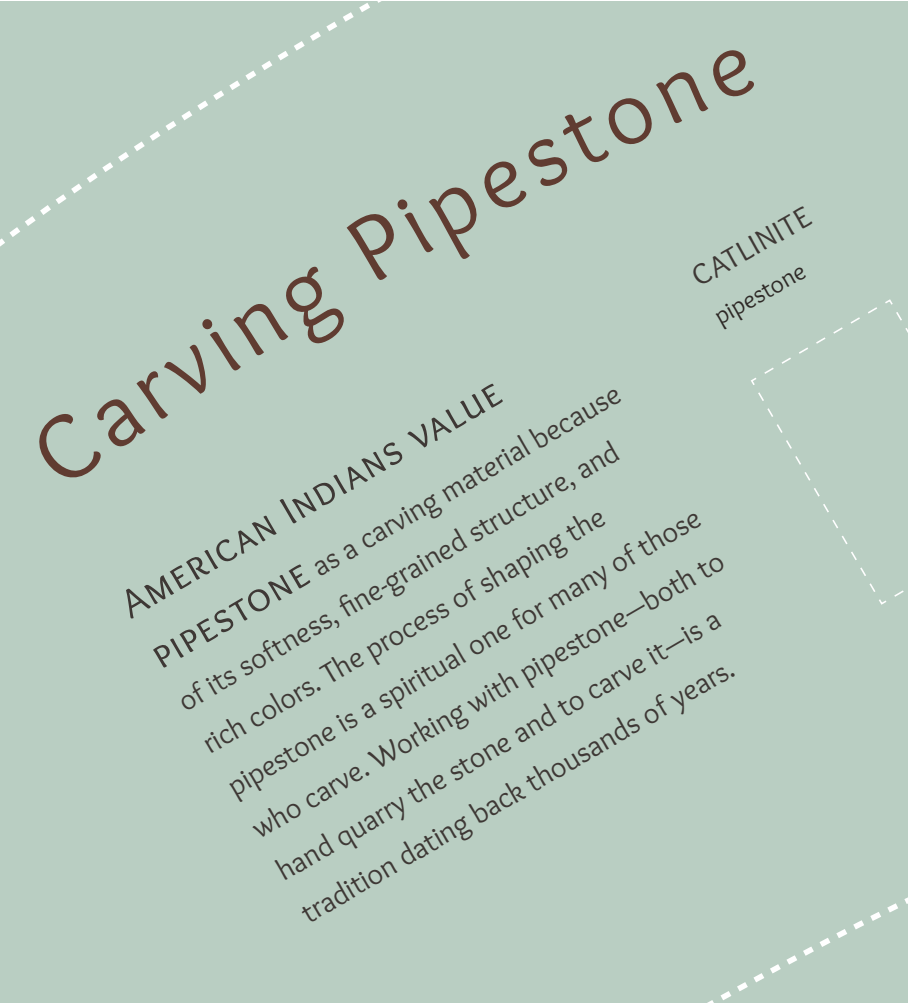 Carving Pipestone
CATLINITE
pipestone
AMERICAN INDIANS VALUE
PIPESTONE as a carving material because
of its softness, fine-grained structure, and
rich colors. The process of shaping the
pipestone is a spiritual one for many of those
who carve. Working with pipestone—both to
hand quarry the stone and to carve it—is a
tradition dating back thousands of years.